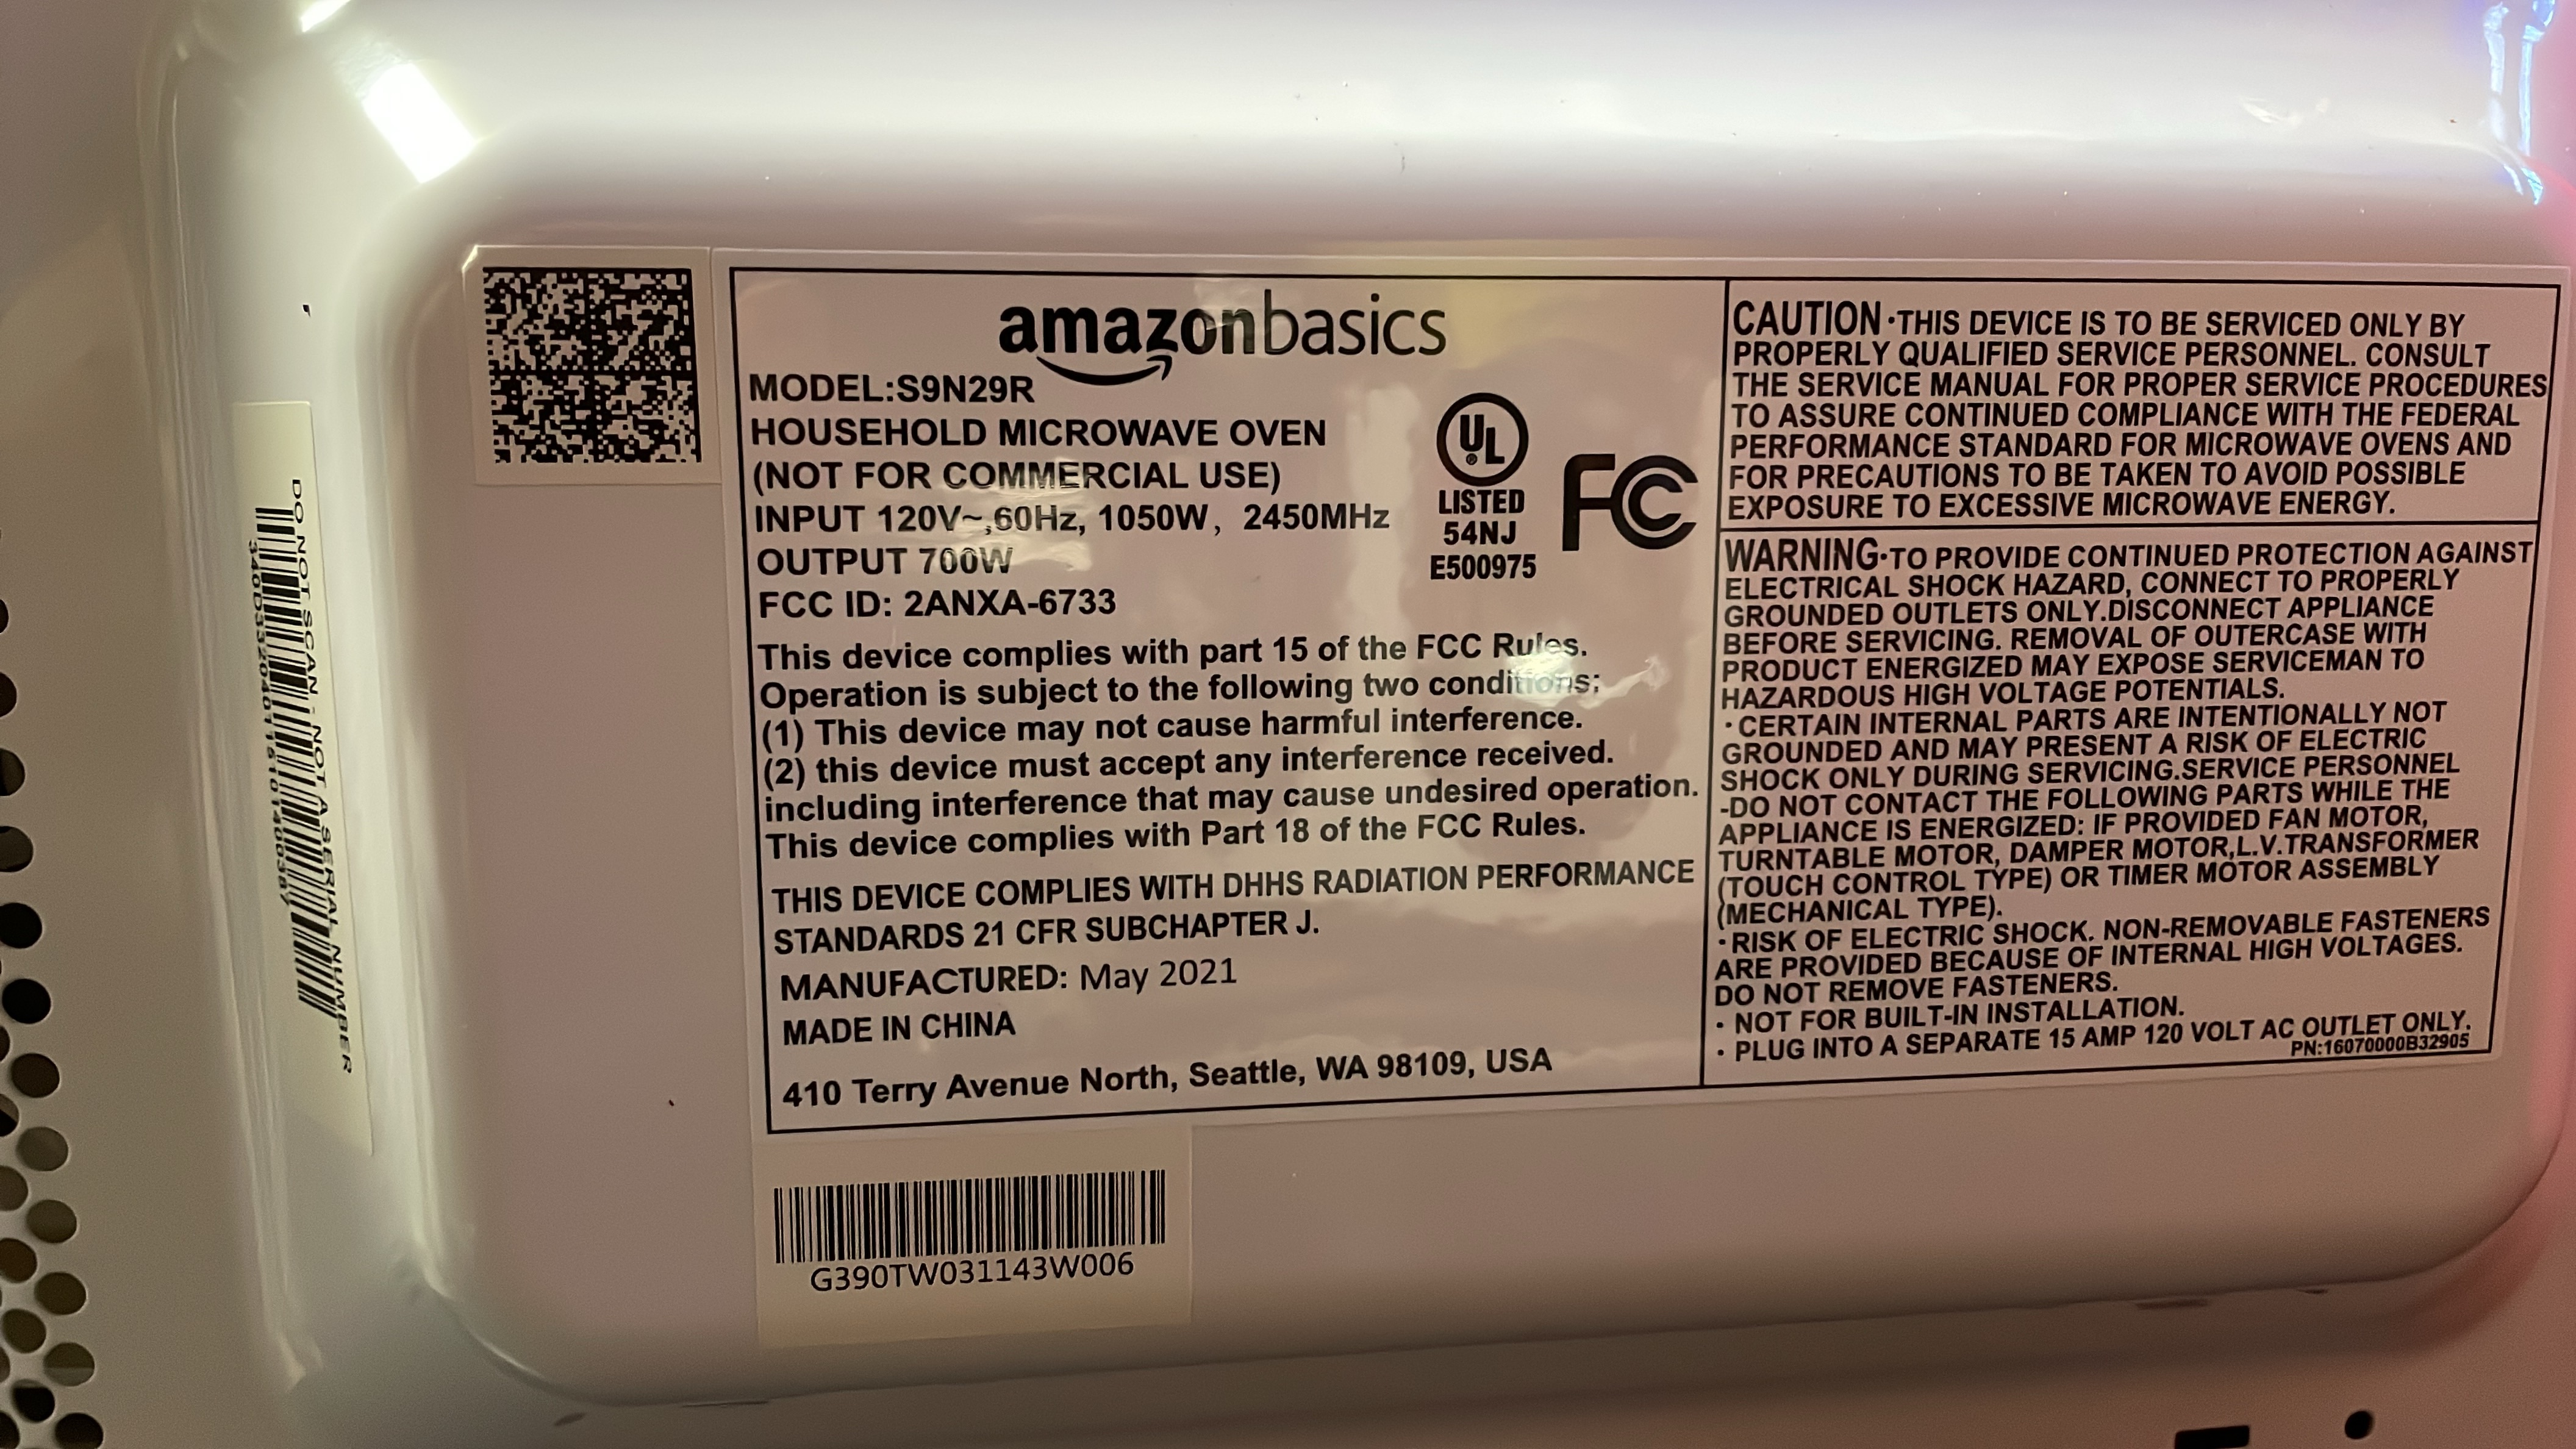 amazonbasics
MODEL:S9N29R
HOUSEHOLD MICROWAVE OVEN
(NOT FOR COMMERCIAL USE)
INPUT 120V~,60Hz, 1050W, 2450MHz
OUTPUT 700W
FCC ID: 2ANXA-6733
UL
LISTED
54NJ
E500975
FC
This device complies with part 15 of the FCC Rules.
Operation is subject to the following two conditions:
(1) This device may not cause harmful interference.
(2) this device must accept any interference received.
including interference that may cause undesired operation.
This device complies with Part 18 of the FCC Rules.
THIS DEVICE COMPLIES WITH DHHS RADIATION PERFORMANCE
STANDARDS 21 CFR SUBCHAPTER J.
MANUFACTURED: May 2021
MADE IN CHINA
410 Terry Avenue North, Seattle, WA 98109, USA
CAUTION ·THIS DEVICE IS TO BE SERVICED ONLY BY
PROPERLY QUALIFIED SERVICE PERSONNEL. CONSULT
THE SERVICE MANUAL FOR PROPER SERVICE PROCEDURES
TO ASSURE CONTINUED COMPLIANCE WITH THE FEDERAL
PERFORMANCE STANDARD FOR MICROWAVE OVENS AND
FOR PRECAUTIONS TO BE TAKEN TO AVOID POSSIBLE
EXPOSURE TO EXCESSIVE MICROWAVE ENERGY.
WARNING·TO PROVIDE CONTINUED PROTECTION AGAINST
ELECTRICAL SHOCK HAZARD, CONNECT TO PROPERLY
GROUNDED OUTLETS ONLY.DISCONNECT APPLIANCE
BEFORE SERVICING. REMOVAL OF OUTERCASE WITH
PRODUCT ENERGIZED MAY EXPOSE SERVICEMAN TO
HAZARDOUS HIGH VOLTAGE POTENTIALS.
·CERTAIN INTERNAL PARTS ARE INTENTIONALLY NOT
GROUNDED AND MAY PRESENT A RISK OF ELECTRIC
SHOCK ONLY DURING SERVICING.SERVICE PERSONNEL
-DO NOT CONTACT THE FOLLOWING PARTS WHILE THE
APPLIANCE IS ENERGIZED: IF PROVIDED FAN MOTOR,
TURNTABLE MOTOR, DAMPER MOTOR,L.V.TRANSFORMER
(TOUCH CONTROL TYPE) OR TIMER MOTOR ASSEMBLY
(MECHANICAL TYPE).
·RISK OF ELECTRIC SHOCK. NON-REMOVABLE FASTENERS
ARE PROVIDED BECAUSE OF INTERNAL HIGH VOLTAGES.
DO NOT REMOVE FASTENERS.
· NOT FOR BUILT-IN INSTALLATION.
· PLUG INTO A SEPARATE 15 AMP 120 VOLT AC OUTLET ONLY.
PN:16070000B32905
G390TW031143W006
DO NOT SCAN - NOT A SERIAL NUMBER